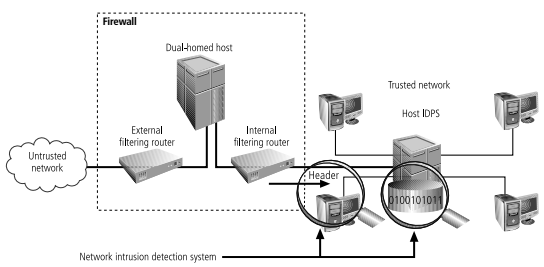 Firewall
Dual-homed host
External
filtering router
Internal
filtering router
Untrusted
network
Trusted network
Host IDPS
Header
0100101011
Network intrusion detection system